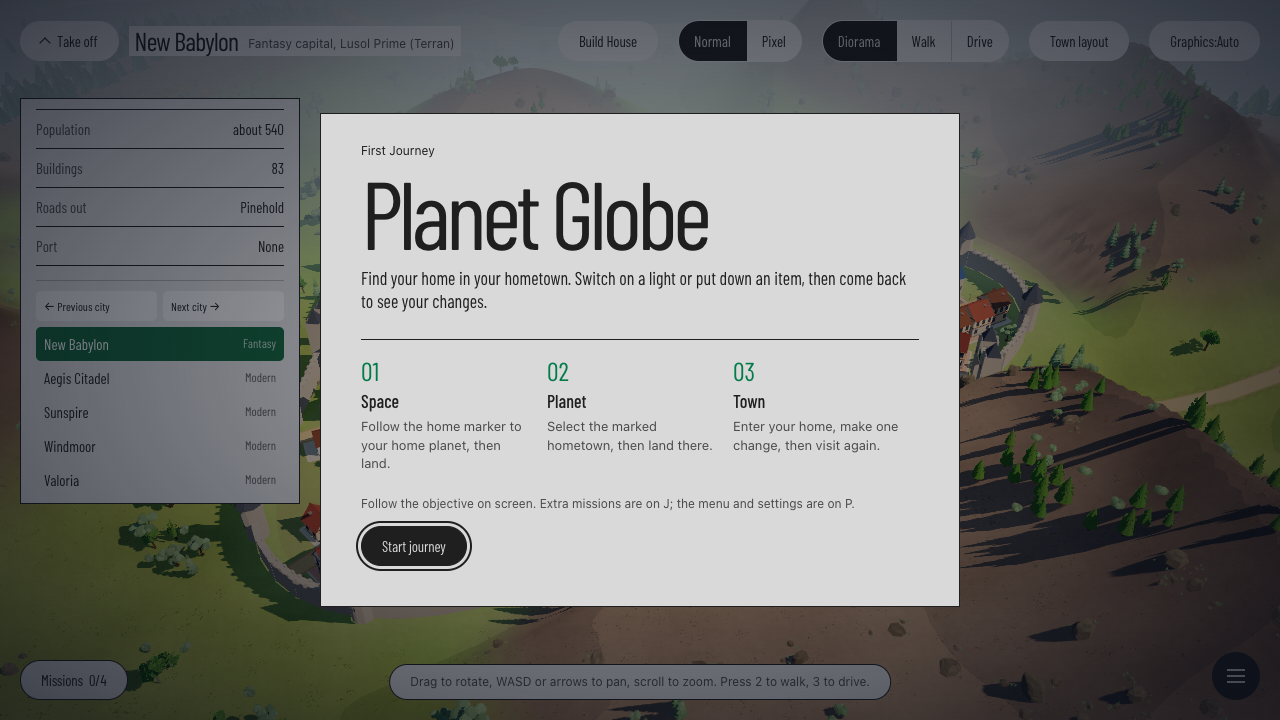 Take off
New Babylon Fantasy capital, Lusol Prime (Terran)
Build House
Normal Pixel
Diorama Walk Drive
Town layout
Graphics:Auto
Population about 540
Buildings 83
Roads out Pinehold
Port None
← Previous city Next city →
New Babylon Fantasy
Aegis Citadel Modern
Sunspire Modern
Windmoor Modern
Valoria Modern
First Journey
Planet Globe
Find your home in your hometown. Switch on a light or put down an item, then come back
to see your changes.
01
Space
Follow the home marker to
your home planet, then
land.
02
Planet
Select the marked
hometown, then land there.
03
Town
Enter your home, make one
change, then visit again.
Follow the objective on screen. Extra missions are on J; the menu and settings are on P.
Start journey
Missions 0/4
Drag to rotate, WASD or arrows to pan, scroll to zoom. Press 2 to walk, 3 to drive.